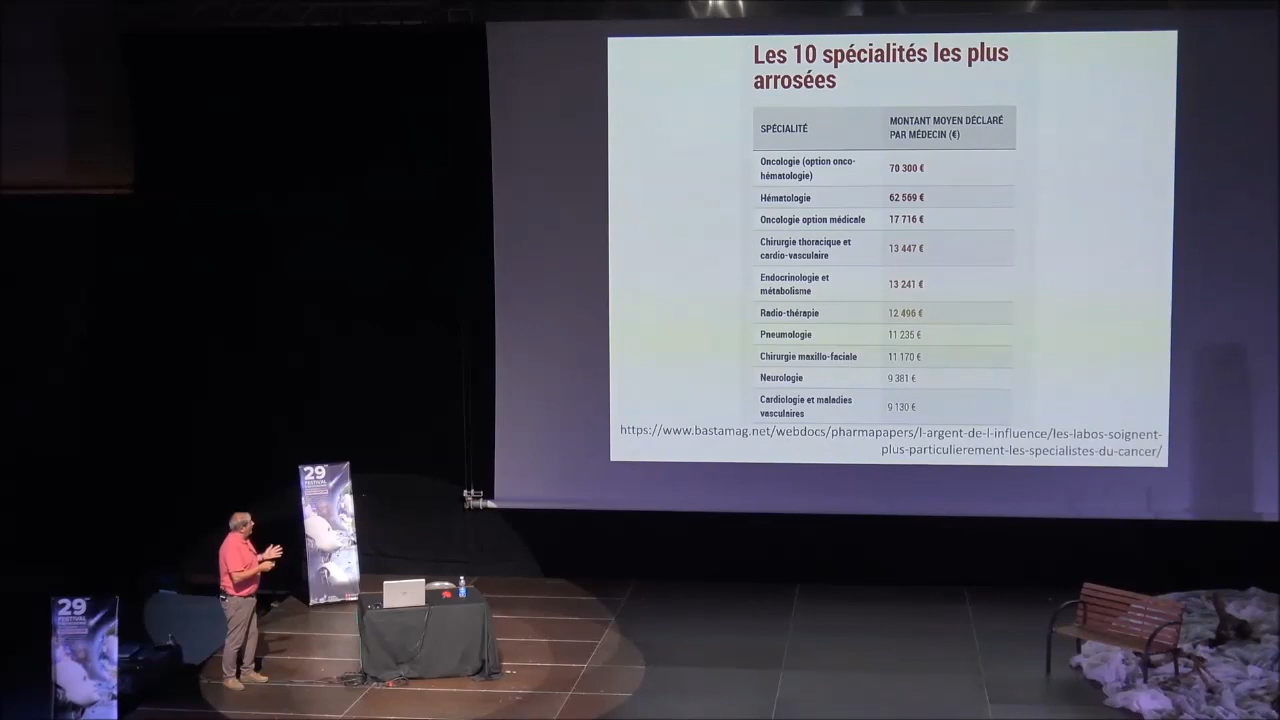 Les 10 spécialités les plus
arrosées
SPÉCIALITÉ
MONTANT MOYEN DÉCLARÉ
PAR MÉDECIN (€)
Oncologie (option onco-
hématologie)
70 300 €
Hématologie
62 569 €
Oncologie option médicale
17 716 €
Chirurgie thoracique et
cardio-vasculaire
13 447 €
Endocrinologie et
métabolisme
13 241 €
Radio-thérapie
12 496 €
Pneumologie
11 235 €
Chirurgie maxillo-faciale
11 170 €
Neurologie
9 381 €
Cardiologie et maladies
vasculaires
9 130 €
https://www.bastamag.net/webdocs/pharmapapers/l-argent-de-l-influence/les-labos-soignent-
plus-particulierement-les-specialistes-du-cancer/
29
FESTIVAL
29
FESTIVAL